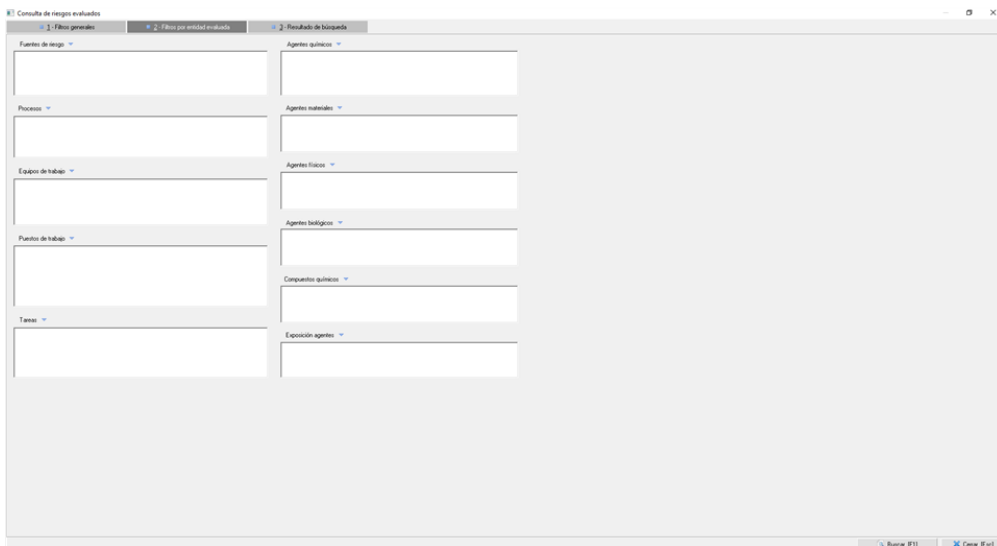 Consulta de riesgos evaluados
1 - Filtros generales
2 - Filtros por entidad evaluada
3 - Resultado de búsqueda
Fuentes de riesgo
Procesos
Equipos de trabajo
Puestos de trabajo
Tareas
Agentes químicos
Agentes materiales
Agentes físicos
Agentes biológicos
Compuestos químicos
Exposición agentes
Buscar [F1]
Cerrar [Esc]